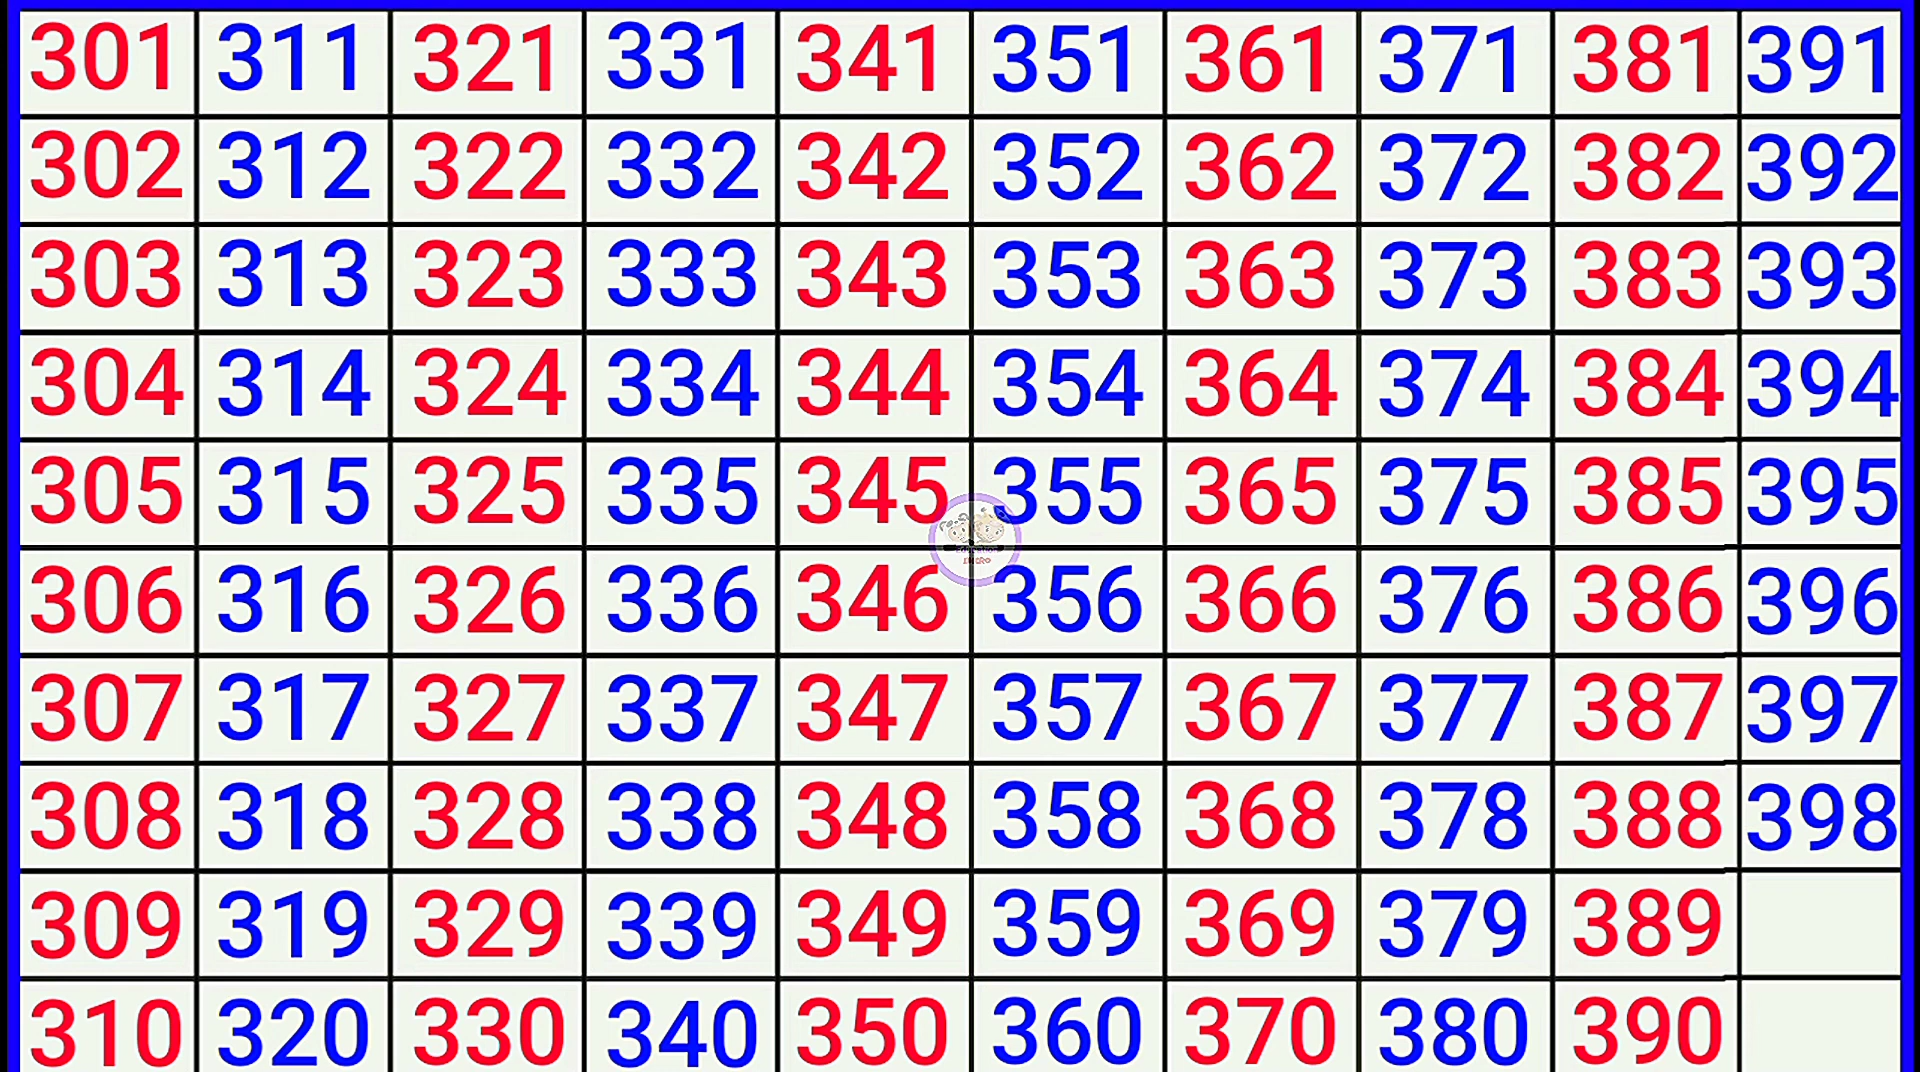 301 311 321 331 341 351 361 371 381 391
302 312 322 332 342 352 362 372 382 392
303 313 323 333 343 353 363 373 383 393
304 314 324 334 344 354 364 374 384 394
305 315 325 335 345 355 365 375 385 395
Education
INTRO
306 316 326 336 346 356 366 376 386 396
307 317 327 337 347 357 367 377 387 397
308 318 328 338 348 358 368 378 388 398
309 319 329 339 349 359 369 379 389
310 320 330 340 350 360 370 380 390